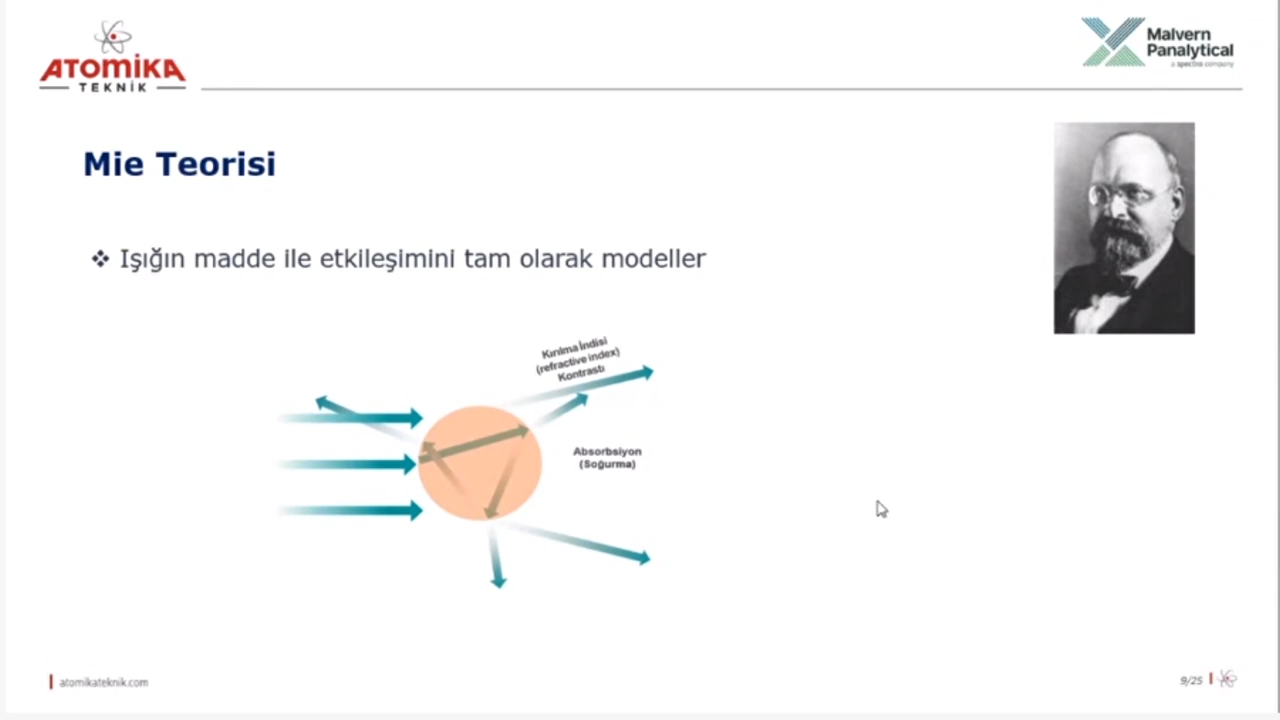 ATOMİKA
TEKNİK
Malvern
Panalytical
a spectris company
Mie Teorisi
❖ Işığın madde ile etkileşimini tam olarak modeller
Kırılma İndisi
(refractive index)
Kontrastı
Absorbsiyon
(Soğurma)
atomikateknik.com
9/25